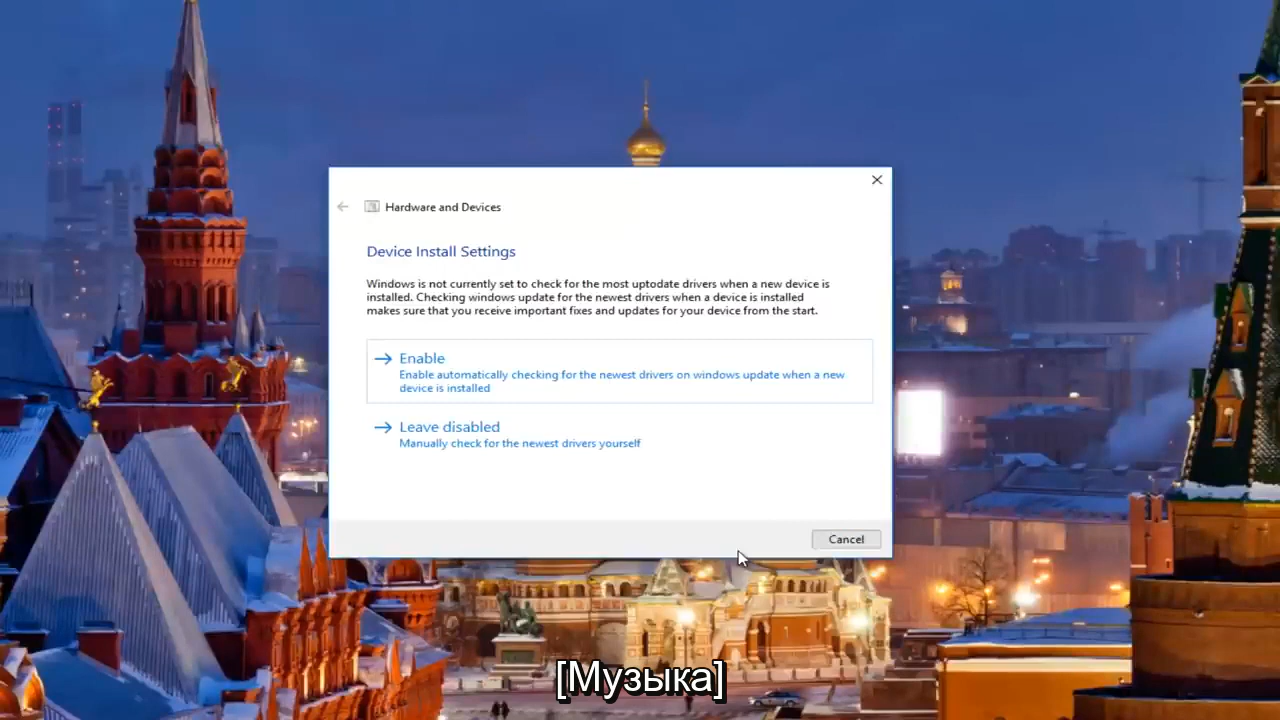 Hardware and Devices
Device Install Settings
Windows is not currently set to check for the most uptodate drivers when a new device is
installed. Checking windows update for the newest drivers when a device is installed
makes sure that you receive important fixes and updates for your device from the start.
Enable
Enable automatically checking for the newest drivers on windows update when a new
device is installed
Leave disabled
Manually check for the newest drivers yourself
Cancel
[Музыка]